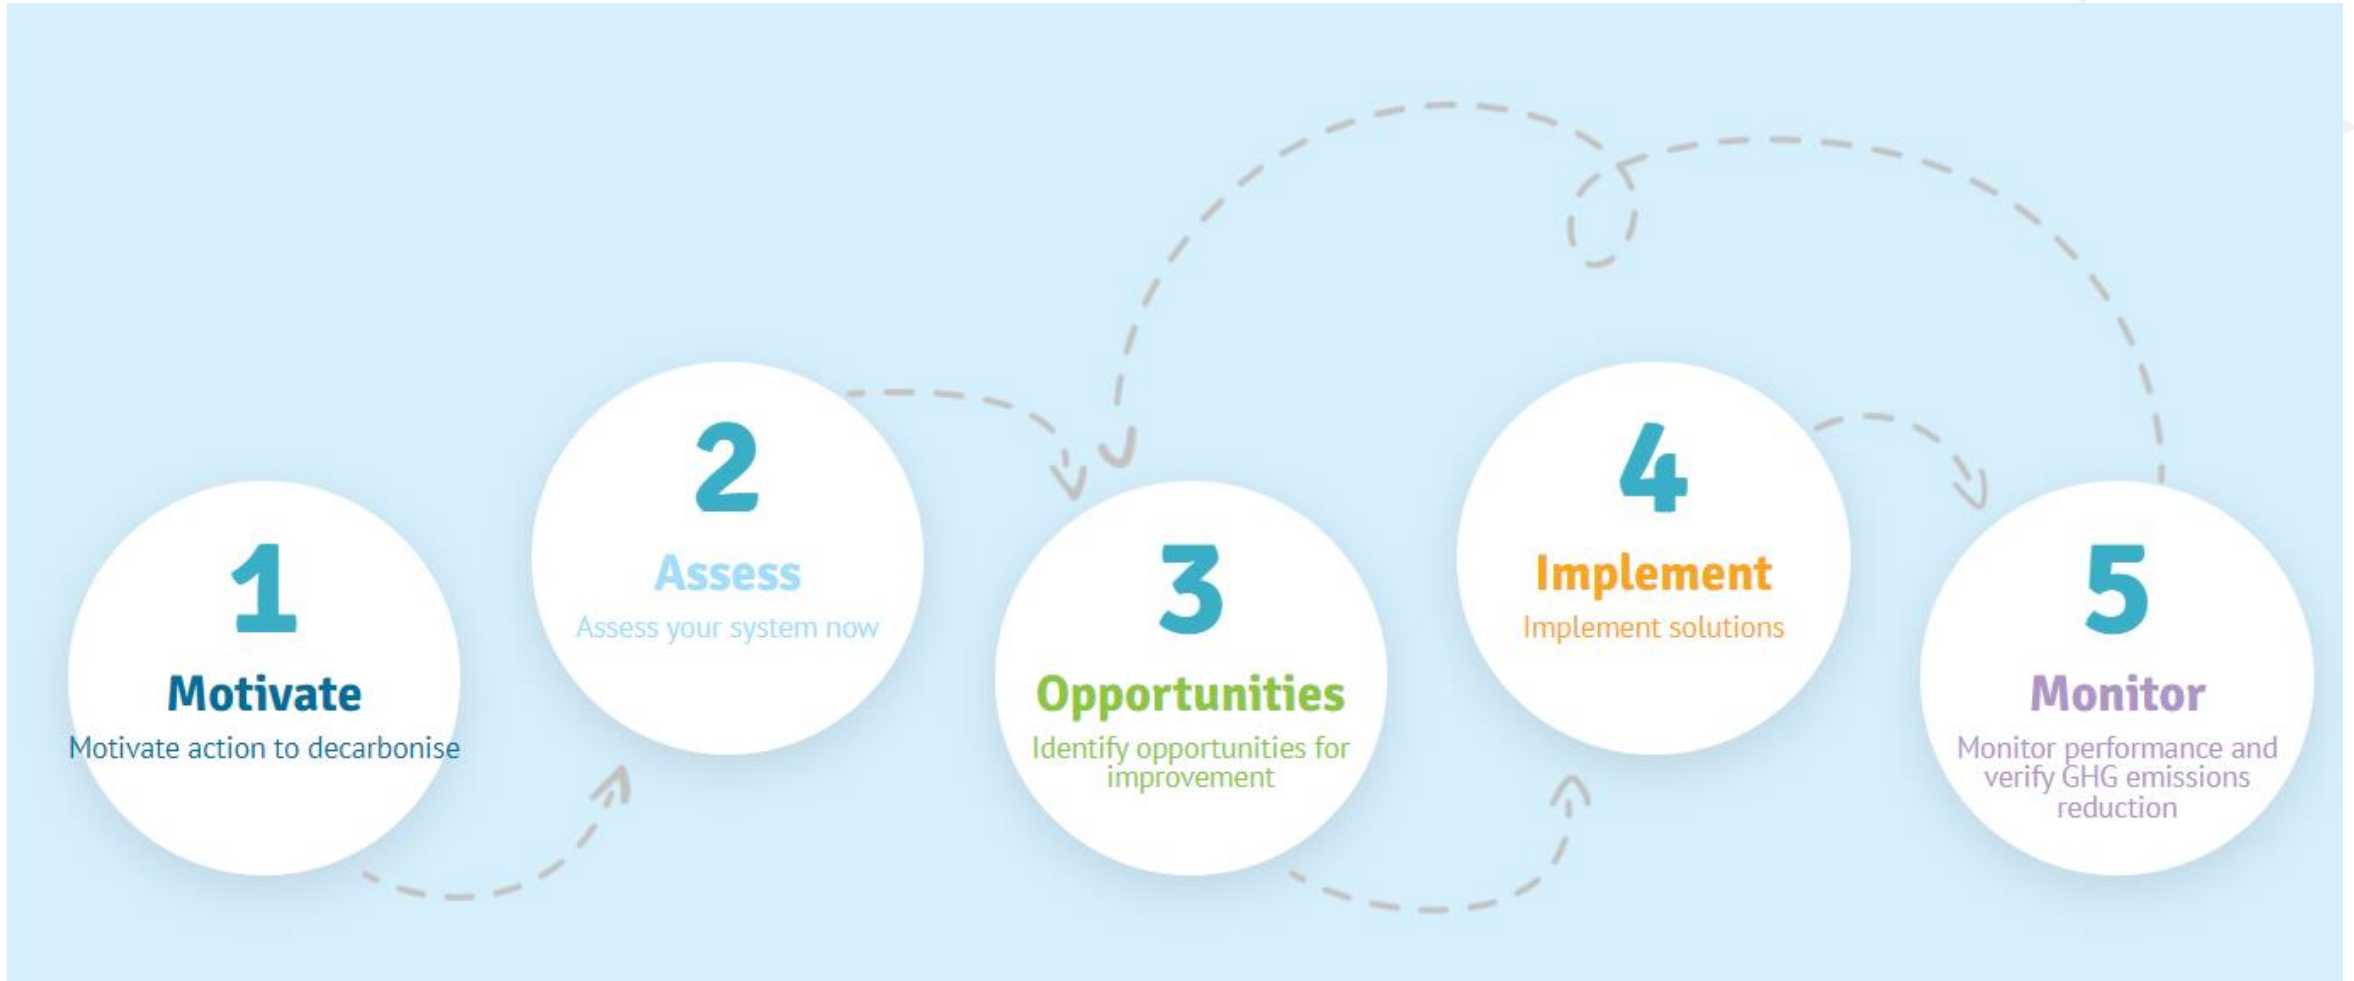 1
Motivate
Motivate action to decarbonise
2
Assess
Assess your system now
3
Opportunities
Identify opportunities for
improvement
4
Implement
Implement solutions
5
Monitor
Monitor performance and
verify GHG emissions
reduction